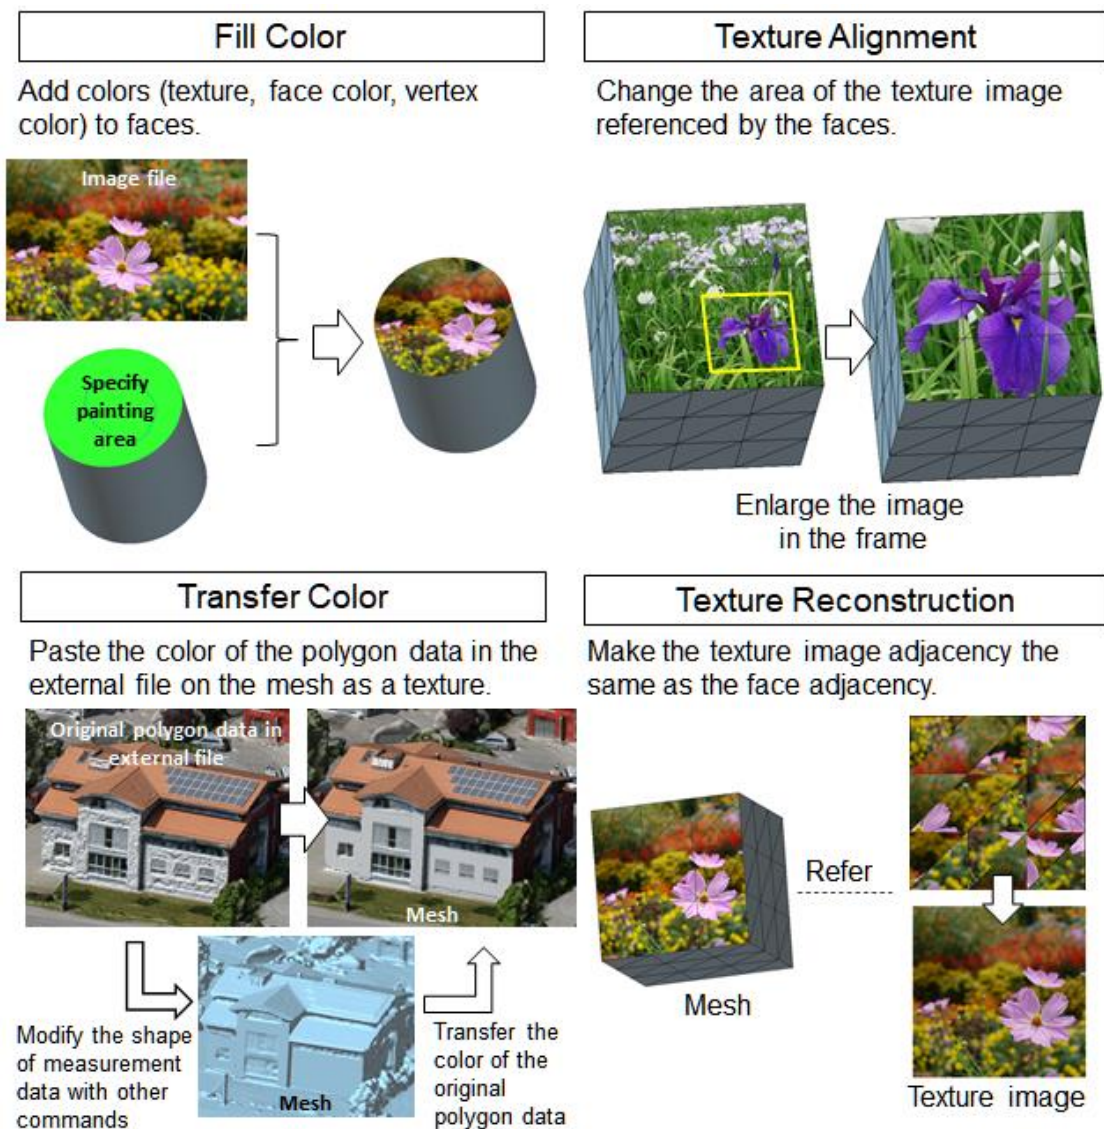 Fill Color
Add colors (texture, face color, vertex
color) to faces.
Image file
Specify
painting
area
Texture Alignment
Change the area of the texture image
referenced by the faces.
Enlarge the image
in the frame
Transfer Color
Paste the color of the polygon data in the
external file on the mesh as a texture.
Original polygon data in
external file
Mesh
Modify the shape
of measurement
data with other
commands
Mesh
Transfer the
color of the
original
polygon data
Texture Reconstruction
Make the texture image adjacency the
same as the face adjacency.
Refer
Mesh
Texture image